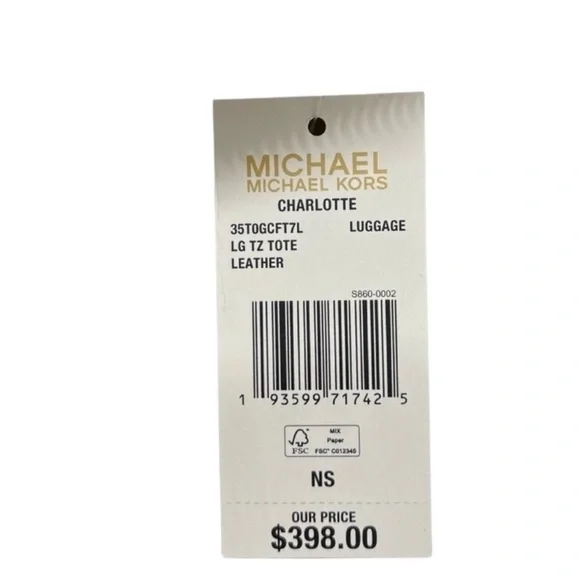 MICHAEL
MICHAEL KORS
CHARLOTTE
35T0GCFT7L LUGGAGE
LG TZ TOTE
LEATHER
S860-0002
1 93599 71742 5
FSC
MIX
Paper
FSC® C012345
NS
OUR PRICE
$398.00